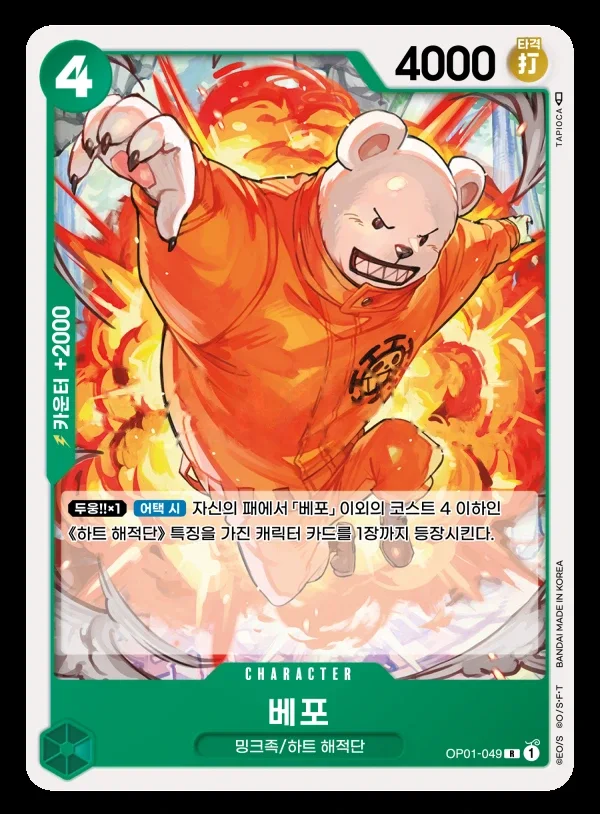 4
4000
타격
打
TAPIOCA
카운터 +2000
두웅!!×1 어택 시 자신의 패에서 「베포」 이외의 코스트 4 이하인
《하트 해적단》 특징을 가진 캐릭터 카드를 1장까지 등장시킨다.
CHARACTER
베포
밍크족/하트 해적단
OP01-049 R 1
©EO/S ©O/S·F·T BANDAI MADE IN KOREA